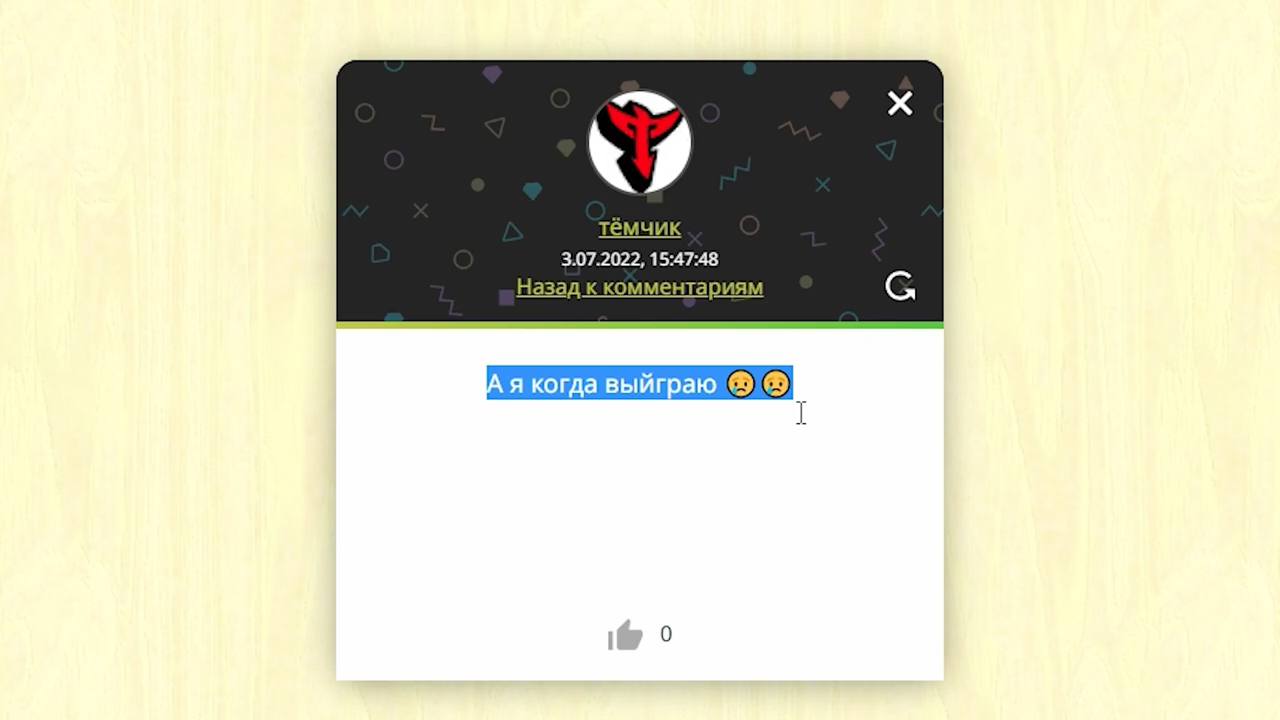 тёмчик
3.07.2022, 15:47:48
Назад к комментариям
А я когда выйграю 😢😢
0